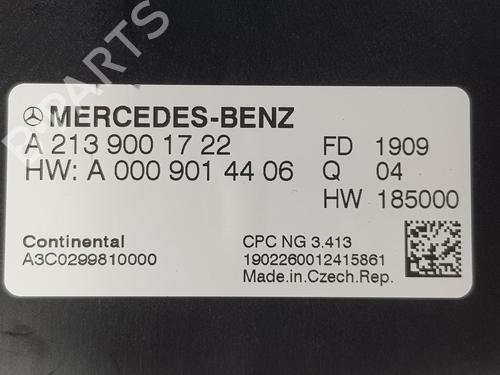 B-PARTS
MERCEDES-BENZ
A 213 900 17 22 FD 1909
HW: A 000 901 44 06 Q 04
HW 185000
Continental CPC NG 3.413
A3C0299810000 1902260012415861
Made.in.Czech.Rep.